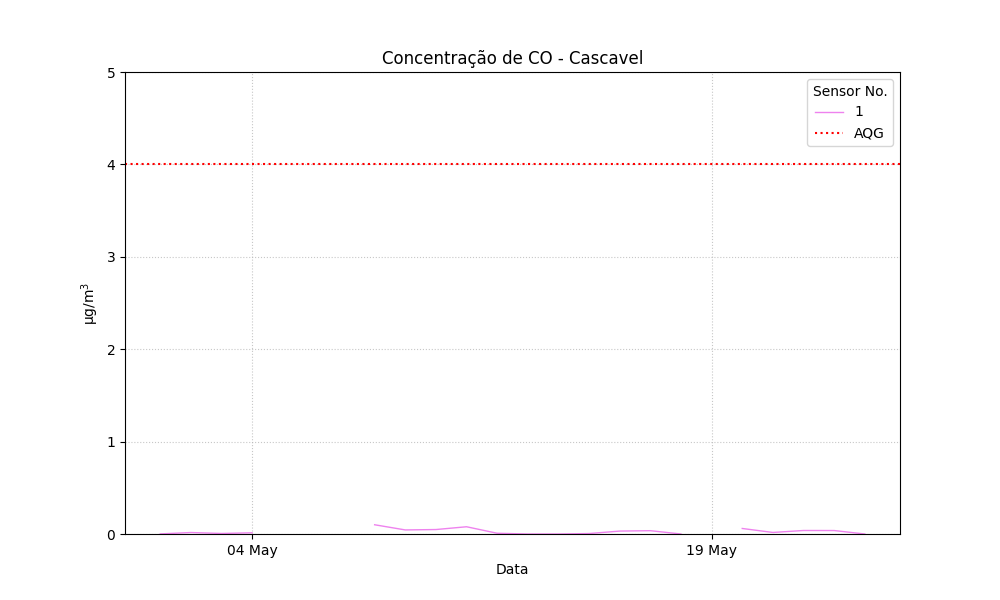 Concentração de CO - Cascavel
5
4
3
2
1
0
µg/m³
04 May
19 May
Data
Sensor No.
1
AQG